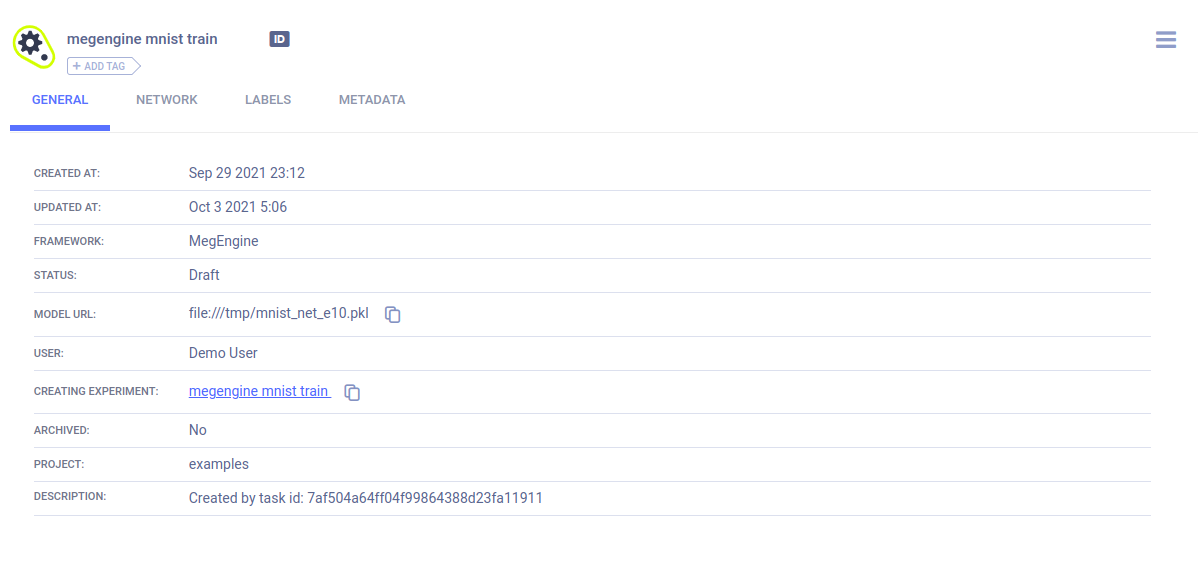 megengine mnist train ID
+ ADD TAG
GENERAL NETWORK LABELS METADATA
CREATED AT: Sep 29 2021 23:12
UPDATED AT: Oct 3 2021 5:06
FRAMEWORK: MegEngine
STATUS: Draft
MODEL URL: file:///tmp/mnist_net_e10.pkl
USER: Demo User
CREATING EXPERIMENT: megengine mnist train
ARCHIVED: No
PROJECT: examples
DESCRIPTION: Created by task id: 7af504a64ff04f99864388d23fa11911